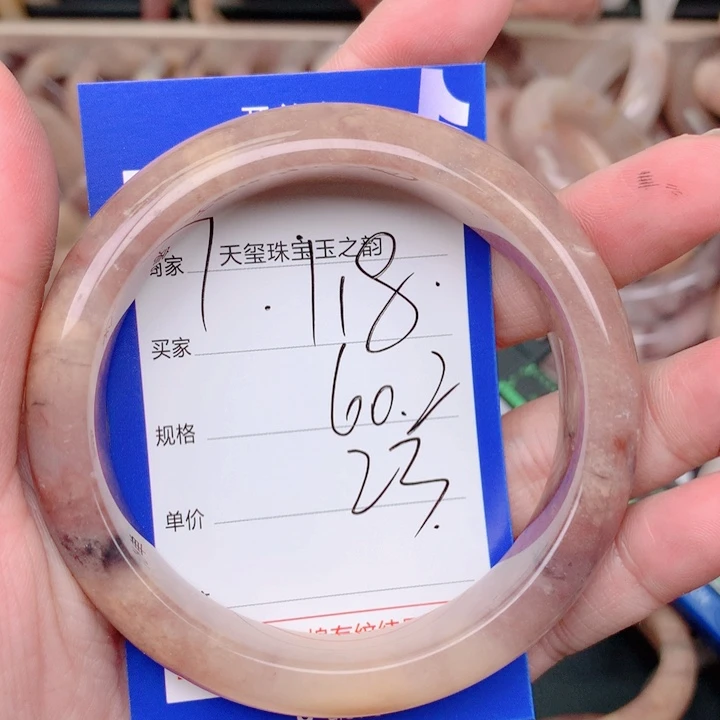 商家 天玺珠宝玉之韵
7.118.
买家
60.2
规格
23.
单价